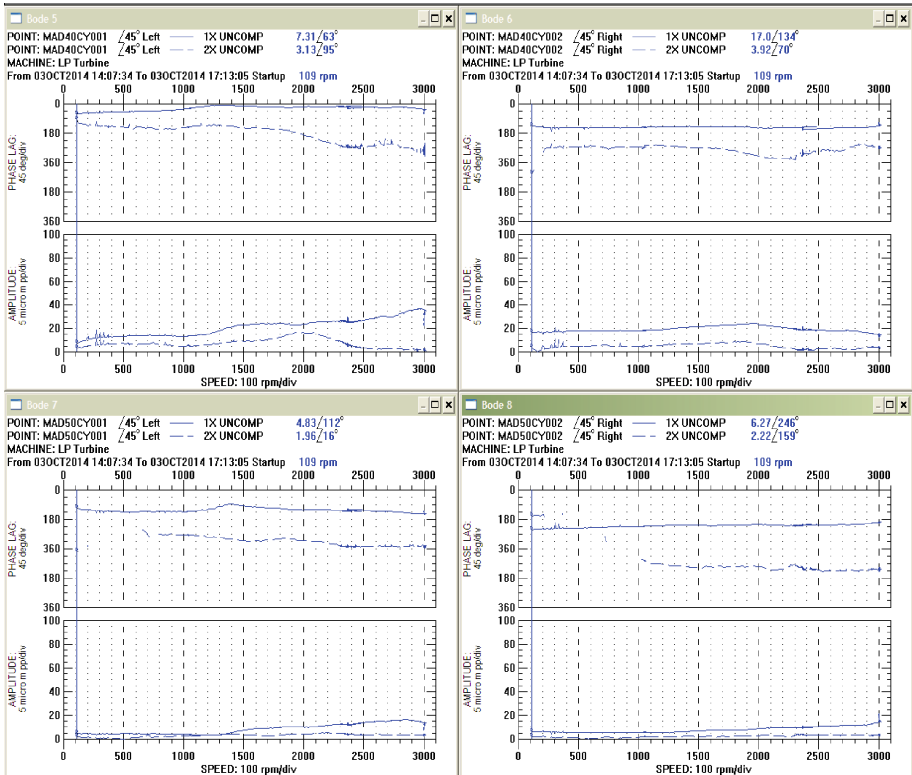 Bode 5
POINT: MAD40CY001 ∠45° Left 1X UNCOMP 7.31∠63°
POINT: MAD40CY001 ∠45° Left 2X UNCOMP 3.13∠95°
MACHINE: LP Turbine
From 03OCT2014 14:07:34 To 03OCT2014 17:13:05 Startup 109 rpm
0 500 1000 1500 2000 2500 3000
0
180
360
180
360
PHASE LAG:
45 deg/div
100
80
60
40
20
0
AMPLITUDE
5 micro m pp/div
0 500 1000 1500 2000 2500 3000
SPEED: 100 rpm/div
Bode 6
POINT: MAD40CY002 ∠45° Right 1X UNCOMP 17.0∠134°
POINT: MAD40CY002 ∠45° Right 2X UNCOMP 3.92∠70°
MACHINE: LP Turbine
From 03OCT2014 14:07:34 To 03OCT2014 17:13:05 Startup 109 rpm
0 500 1000 1500 2000 2500 3000
0
180
360
180
360
PHASE LAG:
45 deg/div
100
80
60
40
20
0
AMPLITUDE:
5 micro m pp/div
0 500 1000 1500 2000 2500 3000
SPEED: 100 rpm/div
Bode 7
POINT: MAD50CY001 ∠45° Left 1X UNCOMP 4.83∠112°
POINT: MAD50CY001 ∠45° Left 2X UNCOMP 1.96∠16°
MACHINE: LP Turbine
From 03OCT2014 14:07:34 To 03OCT2014 17:13:05 Startup 109 rpm
0 500 1000 1500 2000 2500 3000
0
180
360
180
360
PHASE LAG:
45 deg/div
100
80
60
40
20
0
AMPLITUDE:
5 micro m pp/div
0 500 1000 1500 2000 2500 3000
SPEED: 100 rpm/div
Bode 8
POINT: MAD50CY002 ∠45° Right 1X UNCOMP 6.27∠246°
POINT: MAD50CY002 ∠45° Right 2X UNCOMP 2.22∠159°
MACHINE: LP Turbine
From 03OCT2014 14:07:34 To 03OCT2014 17:13:05 Startup 109 rpm
0 500 1000 1500 2000 2500 3000
0
180
360
180
360
PHASE LAG:
45 deg/div
100
80
60
40
20
0
AMPLITUDE:
5 micro m pp/div
0 500 1000 1500 2000 2500 3000
SPEED: 100 rpm/div